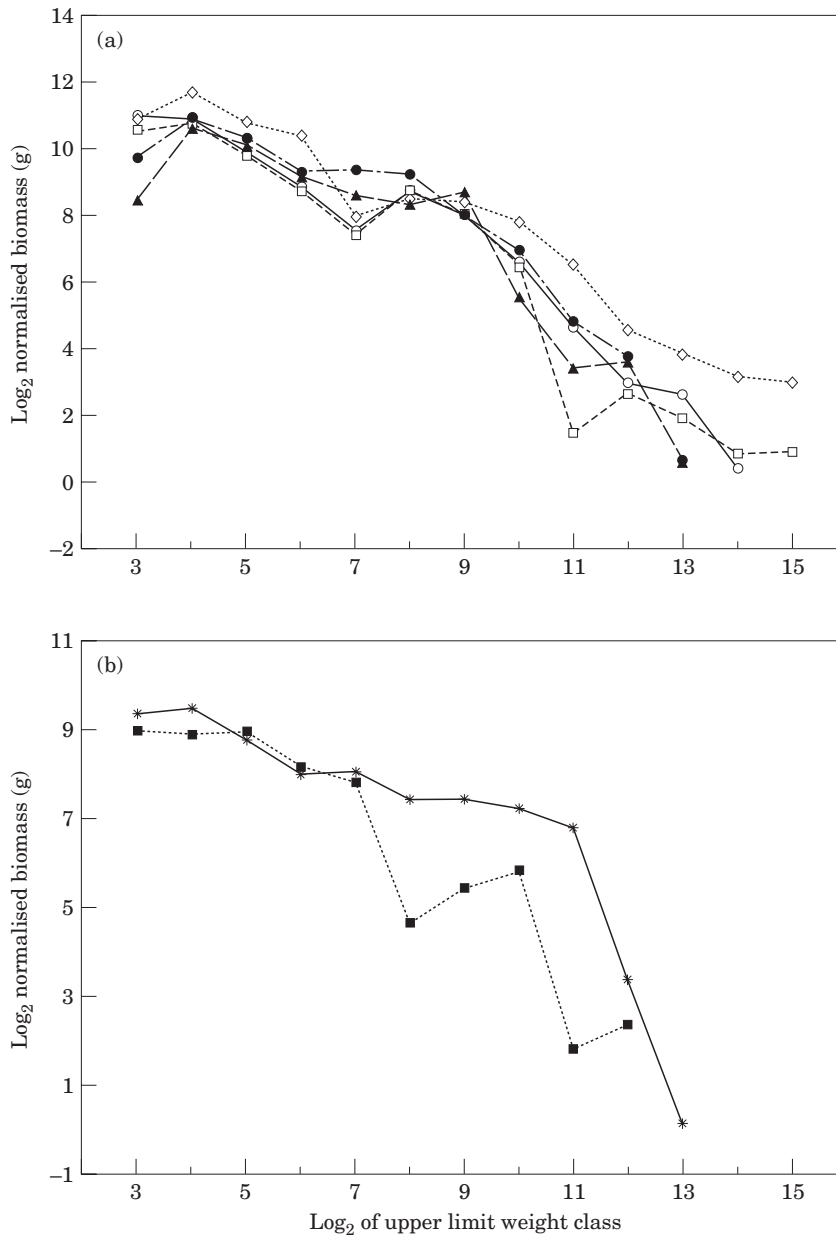 (a)
Log₂ normalised biomass (g)
14
12
10
8
6
4
2
0
–2
3 5 7 9 11 13 15
(b)
Log₂ normalised biomass (g)
11
9
7
5
3
1
–1
3 5 7 9 11 13 15
Log₂ of upper limit weight class